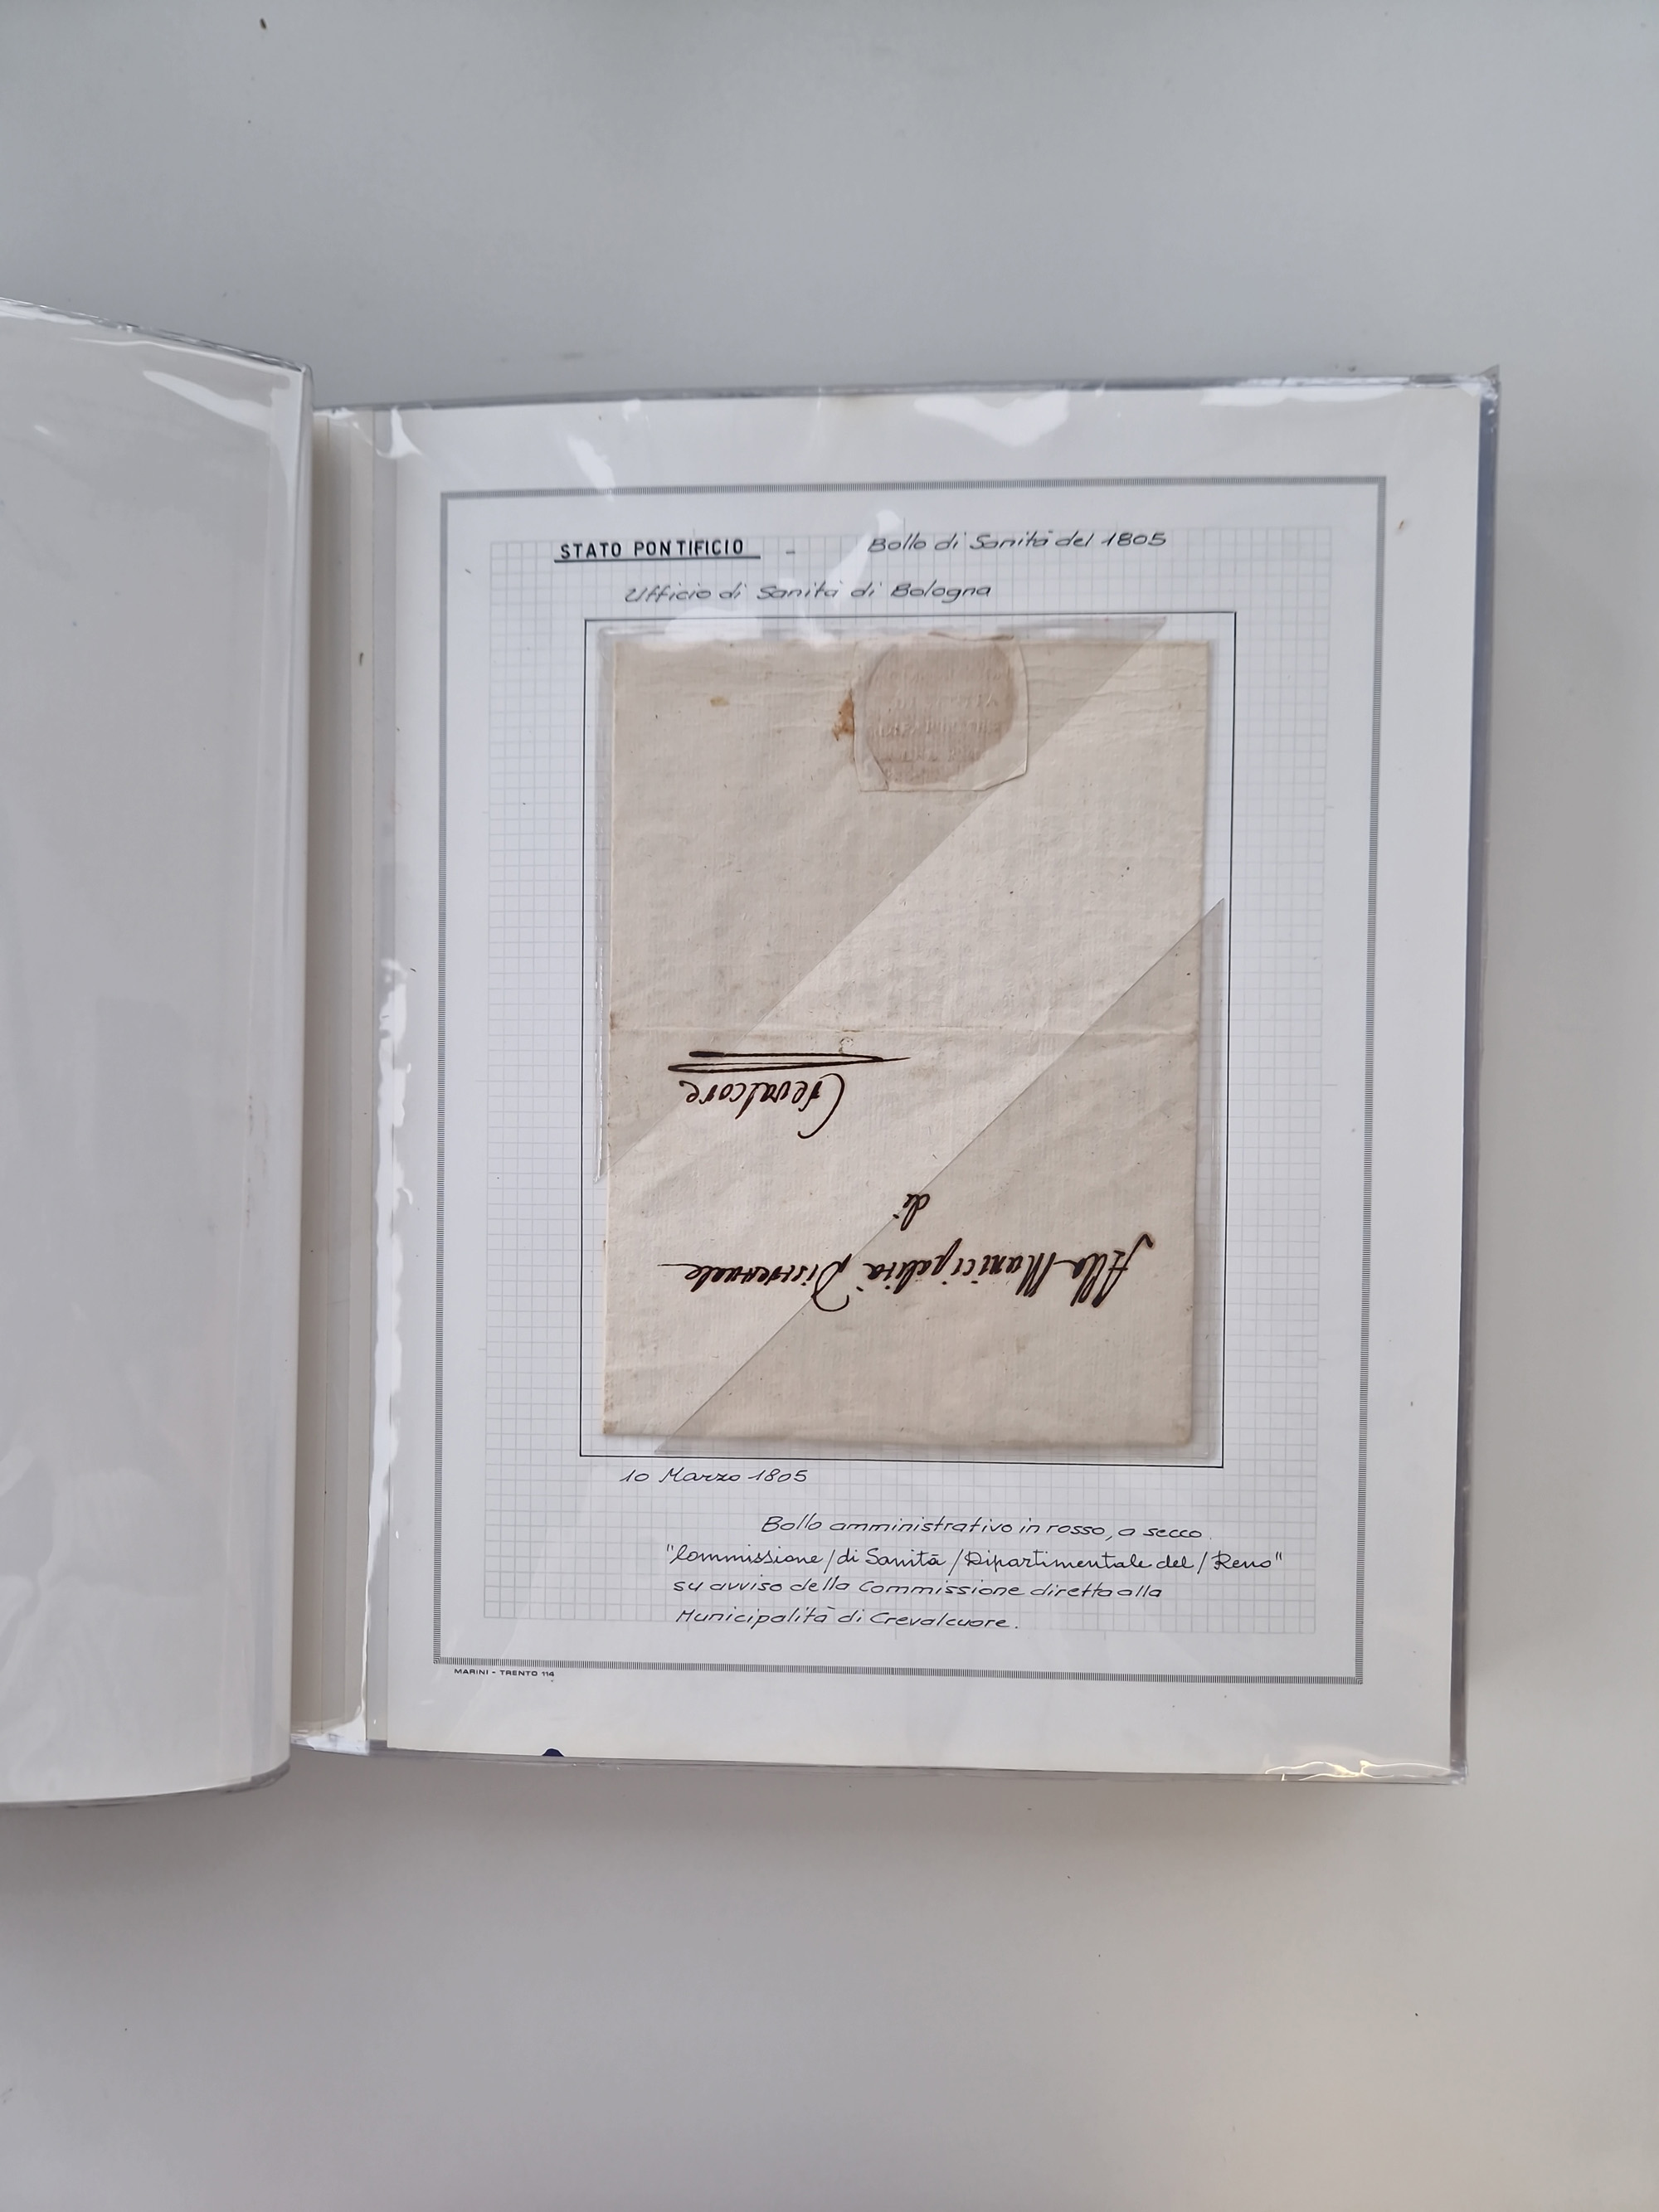 STATO PONTIFICIO - Bollo di Sanità del 1805
Ufficio di Sanità di Bologna
Alla Municipalità Distrettuale
di
Crevalcore
10 Marzo 1805
Bollo amministrativo in rosso, a secco
"Commissione/di Sanità/Dipartimentale del/Reno"
su avviso della Commissione diretta alla
Municipalità di Crevalcuore.
MARINI - TRENTO 114